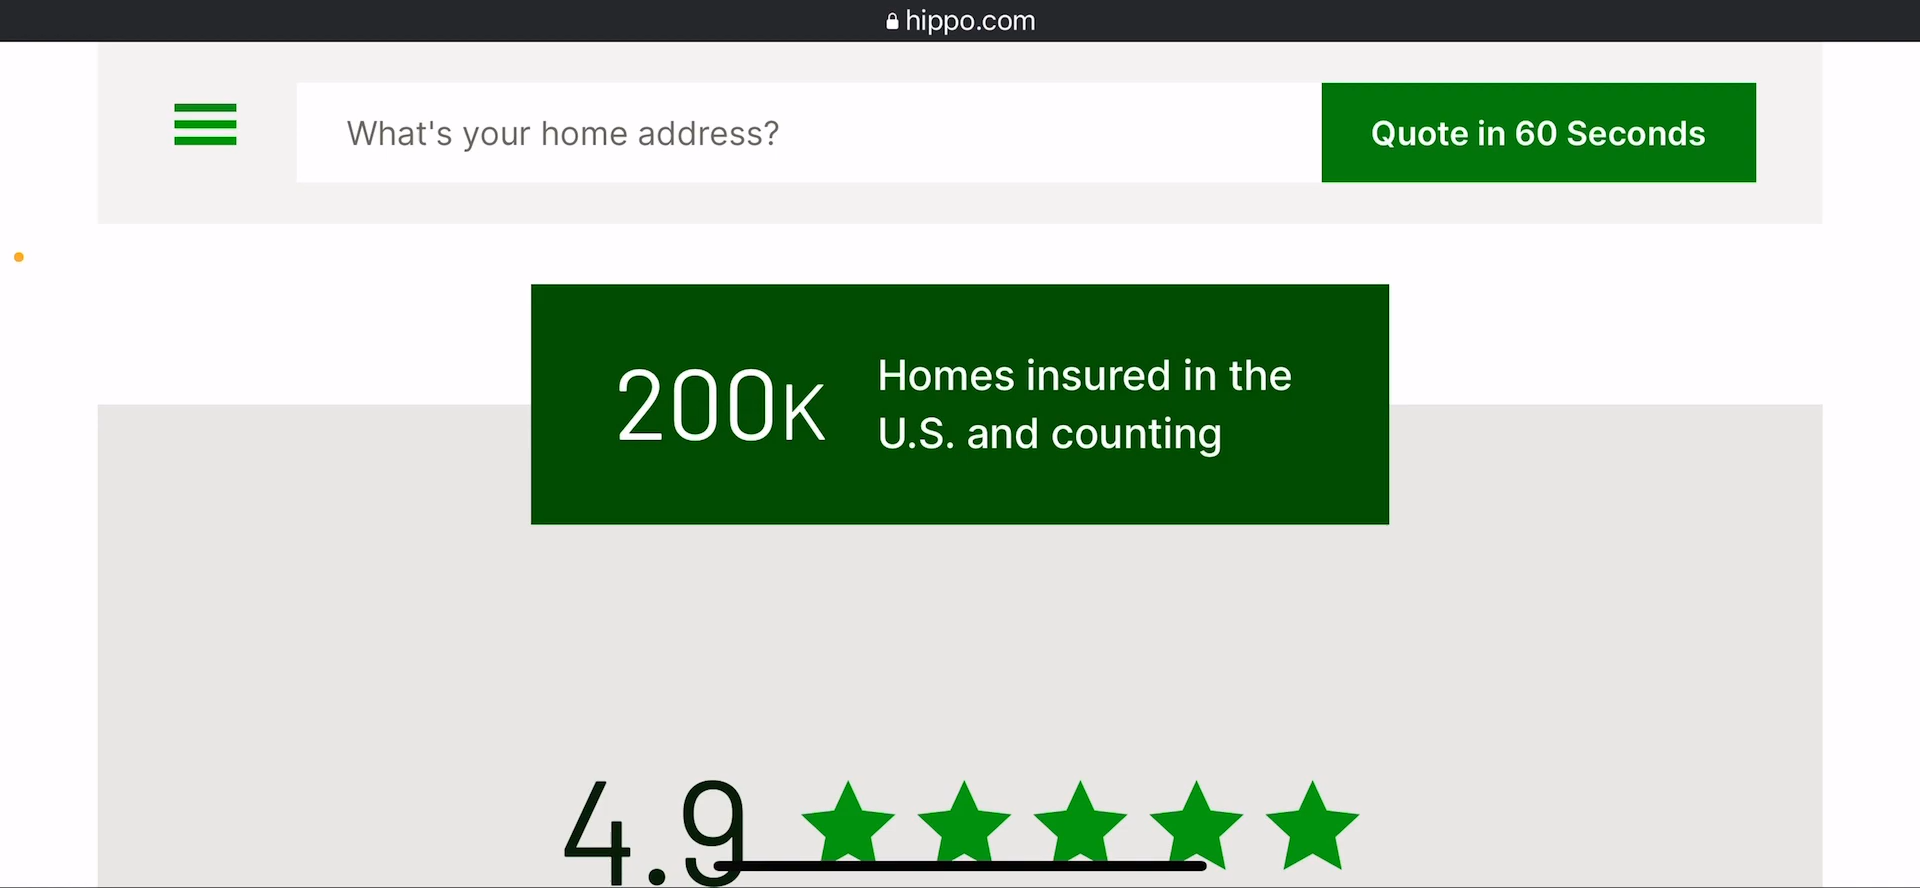 hippo.com
What's your home address?
Quote in 60 Seconds
200K
Homes insured in the
U.S. and counting
4.9